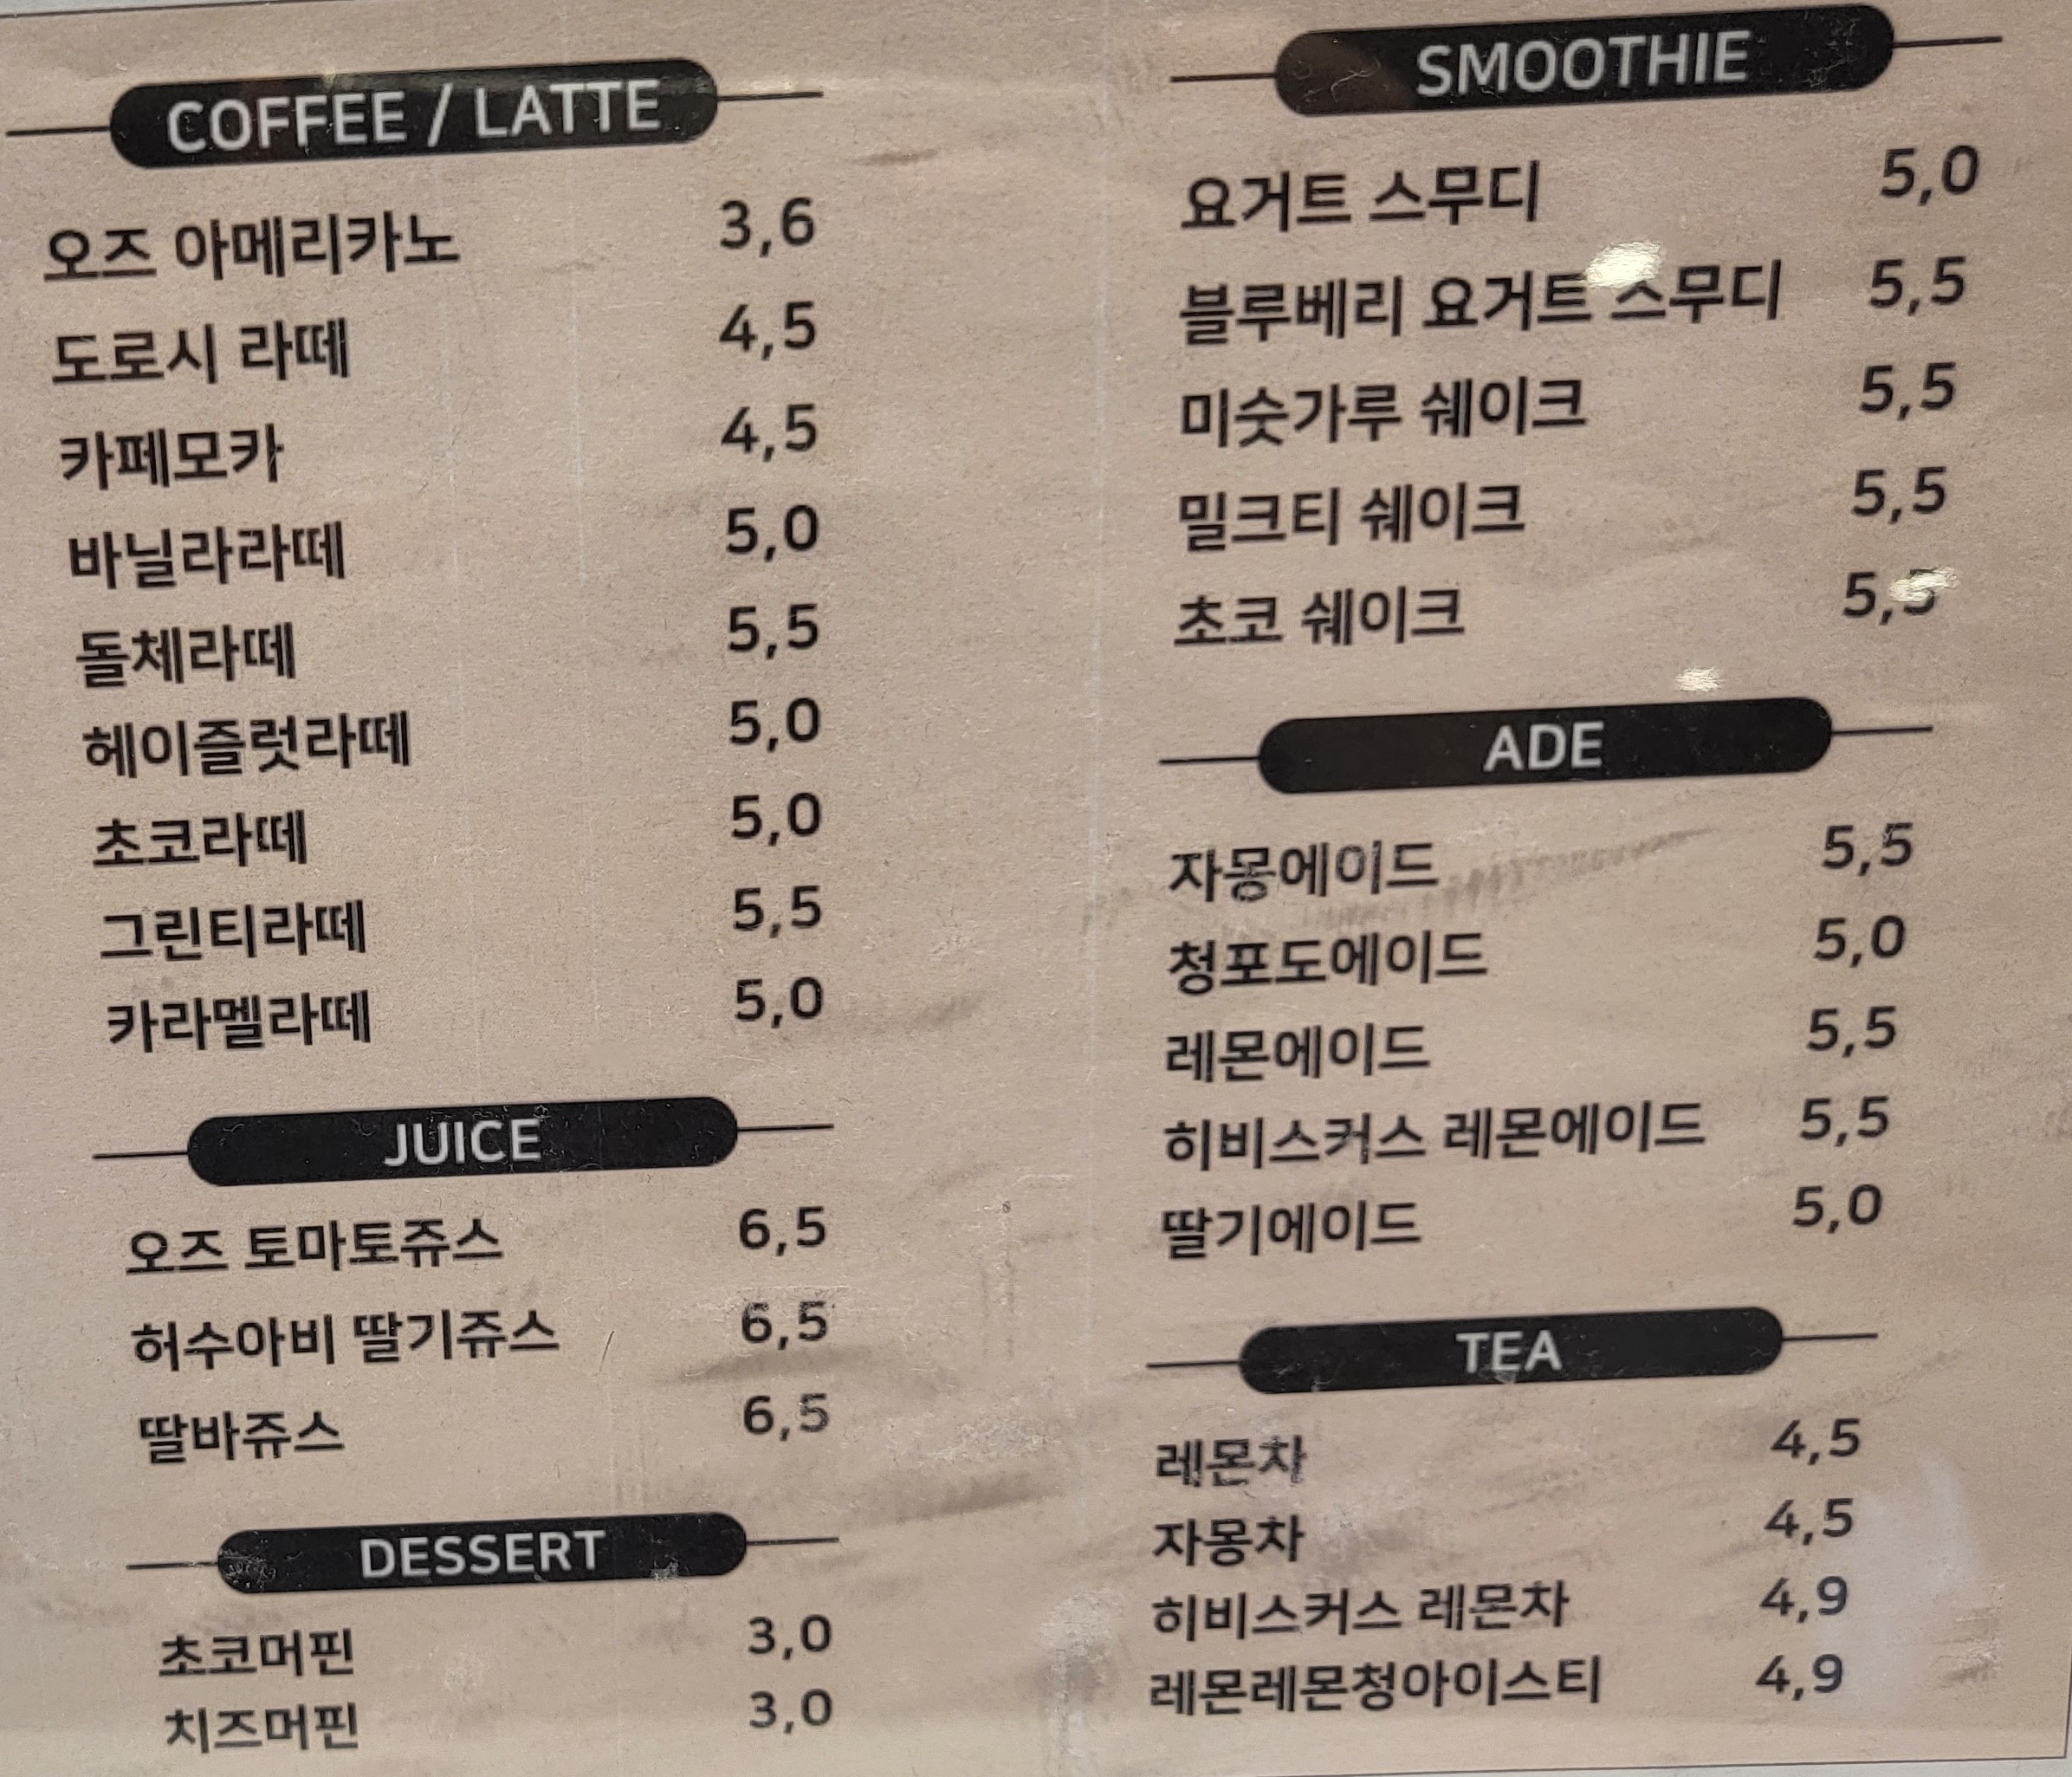 COFFEE / LATTE
오즈 아메리카노 3,6
도로시 라떼 4,5
카페모카 4,5
바닐라라떼 5,0
돌체라떼 5,5
헤이즐럿라떼 5,0
초코라떼 5,0
그린티라떼 5,5
카라멜라떼 5,0
JUICE
오즈 토마토쥬스 6,5
허수아비 딸기쥬스 6,5
딸바쥬스 6,5
DESSERT
초코머핀 3,0
치즈머핀 3,0
SMOOTHIE
요거트 스무디 5,0
블루베리 요거트 스무디 5,5
미숫가루 쉐이크 5,5
밀크티 쉐이크 5,5
초코 쉐이크 5,5
ADE
자몽에이드 5,5
청포도에이드 5,0
레몬에이드 5,5
히비스커스 레몬에이드 5,5
딸기에이드 5,0
TEA
레몬차 4,5
자몽차 4,5
히비스커스 레몬차 4,9
레몬레몬청아이스티 4,9